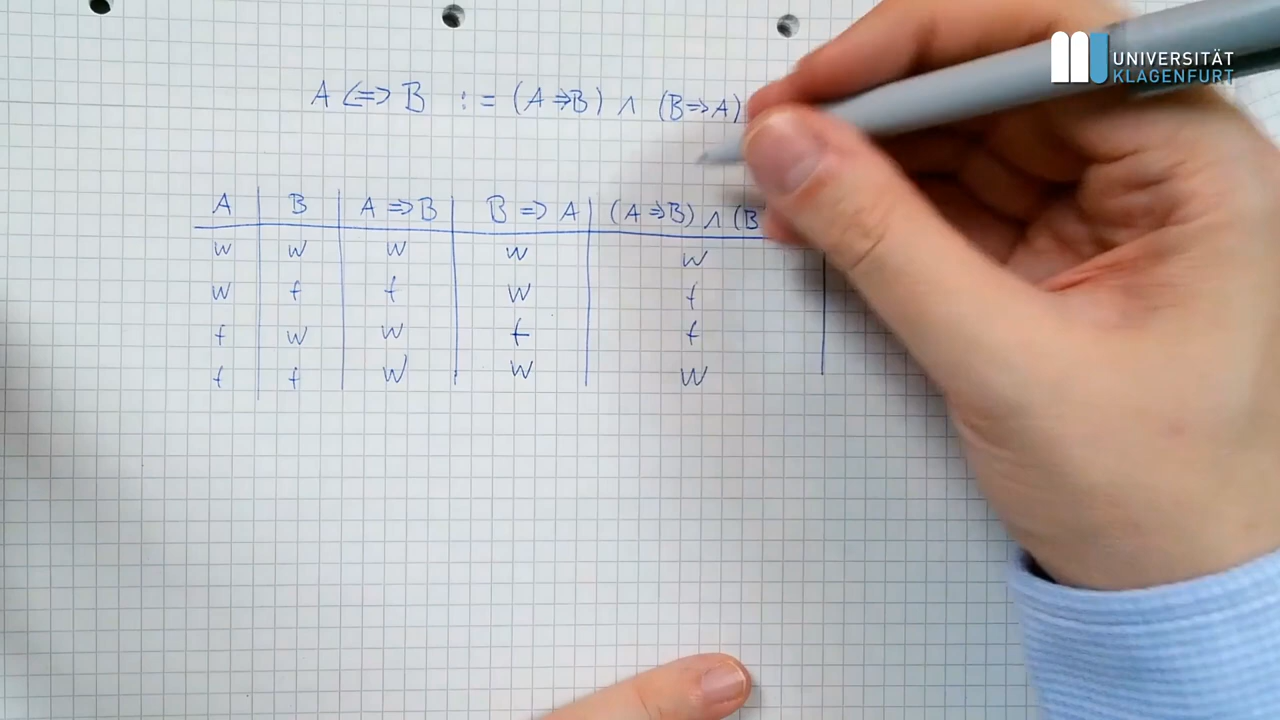 UNIVERSITÄT
KLAGENFURT
A <=> B := (A => B) ∧ (B => A)
A B A => B B => A (A => B) ∧ (B
w w w w w
w f f w f
f w w f f
f f w w w